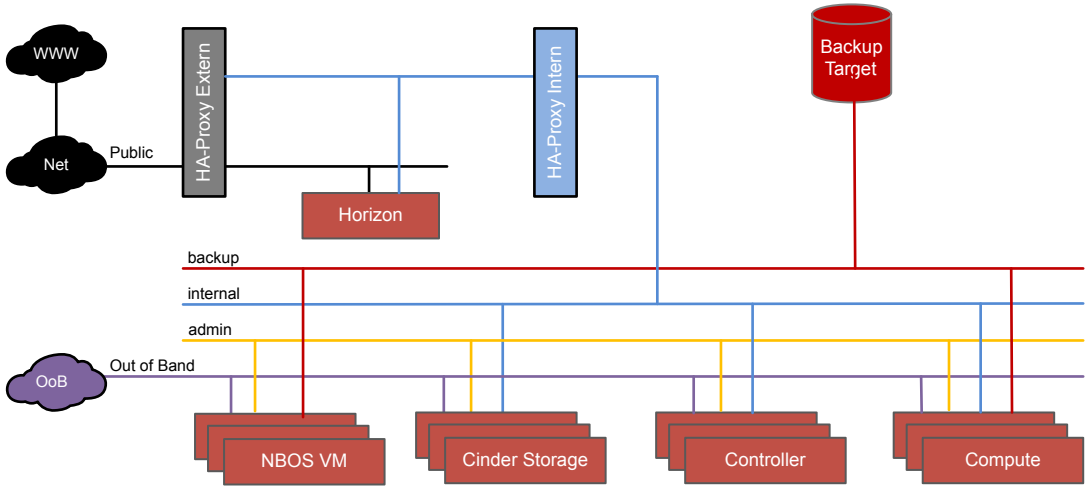 WWW
HA-Proxy Extern
HA-Proxy Intern
Backup
Target
Net
Public
Horizon
backup
internal
admin
Out of Band
OoB
NBOS VM
Cinder Storage
Controller
Compute